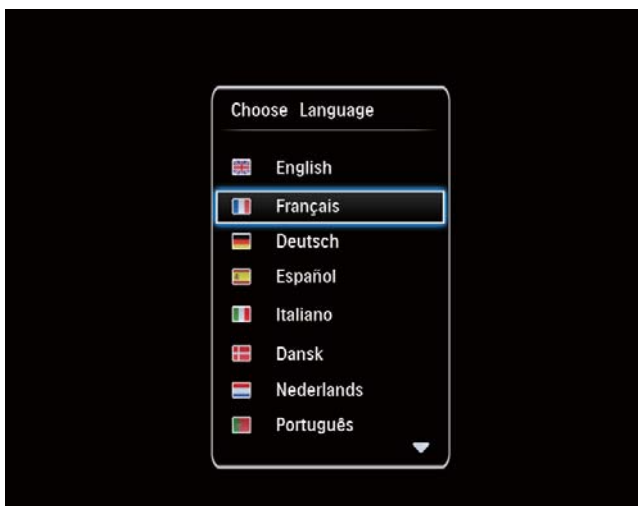 Choose Language
English
Français
Deutsch
Español
Italiano
Dansk
Nederlands
Português